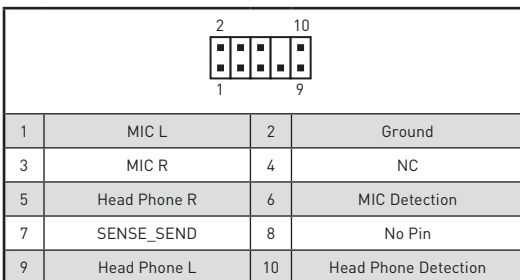 2 10
1 9
1 MIC L 2 Ground
3 MIC R 4 NC
5 Head Phone R 6 MIC Detection
7 SENSE_SEND 8 No Pin
9 Head Phone L 10 Head Phone Detection